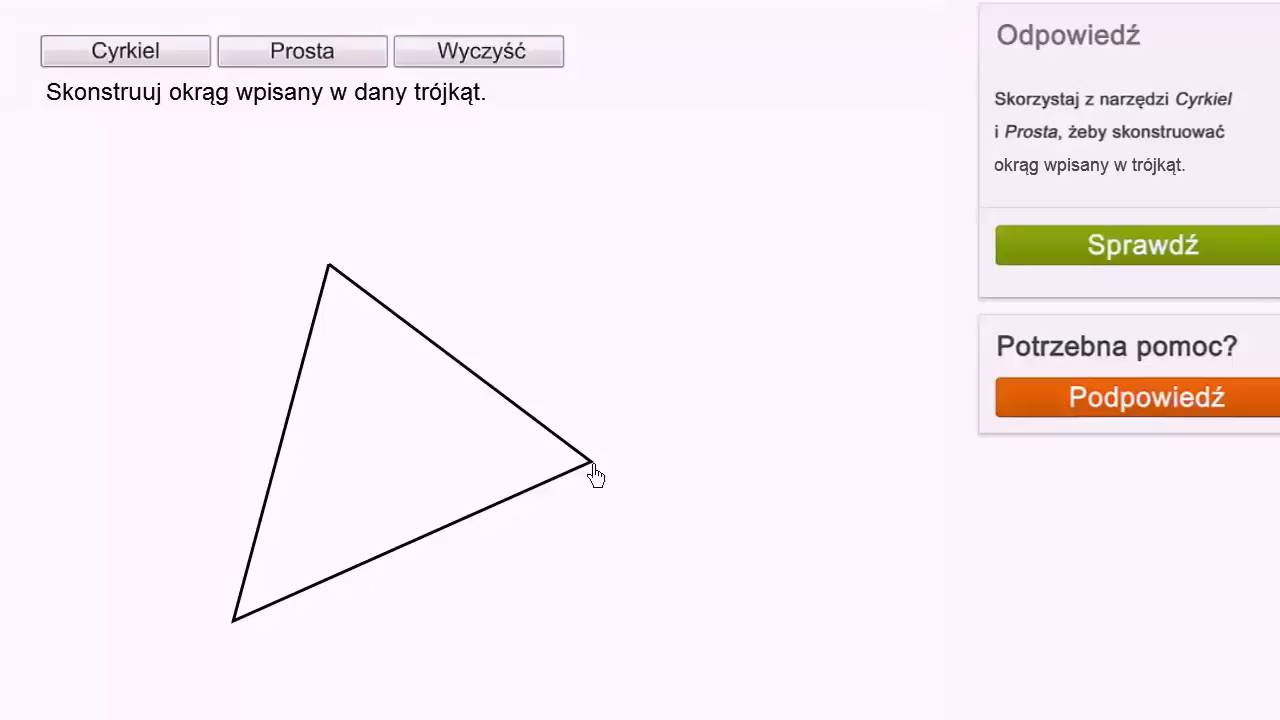 Cyrkiel Prosta Wyczyść
Skonstruuj okrąg wpisany w dany trójkąt.
Odpowiedź
Skorzystaj z narzędzi Cyrkiel
i Prosta, żeby skonstruować
okrąg wpisany w trójkąt.
Sprawdź
Potrzebna pomoc?
Podpowiedź